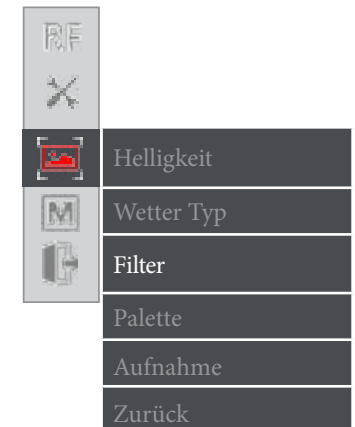 RF
Helligkeit
Wetter Typ
M
Filter
Palette
Aufnahme
Zurück